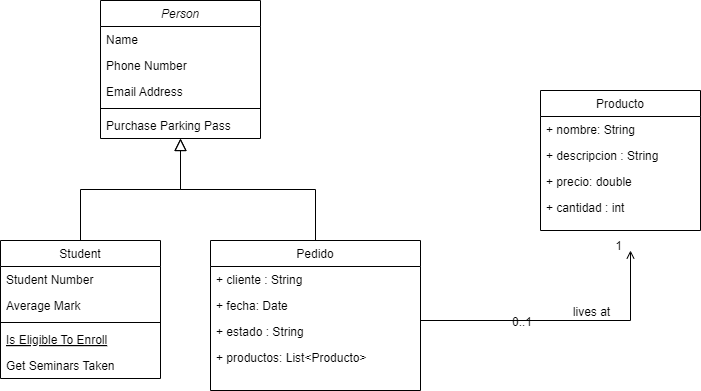 Person
Name
Phone Number
Email Address
Purchase Parking Pass
Producto
+ nombre: String
+ descripcion : String
+ precio: double
+ cantidad : int
Student
Student Number
Average Mark
Is Eligible To Enroll
Get Seminars Taken
Pedido
+ cliente : String
+ fecha: Date
+ estado : String
+ productos: List<Producto>
1
lives at
0..1